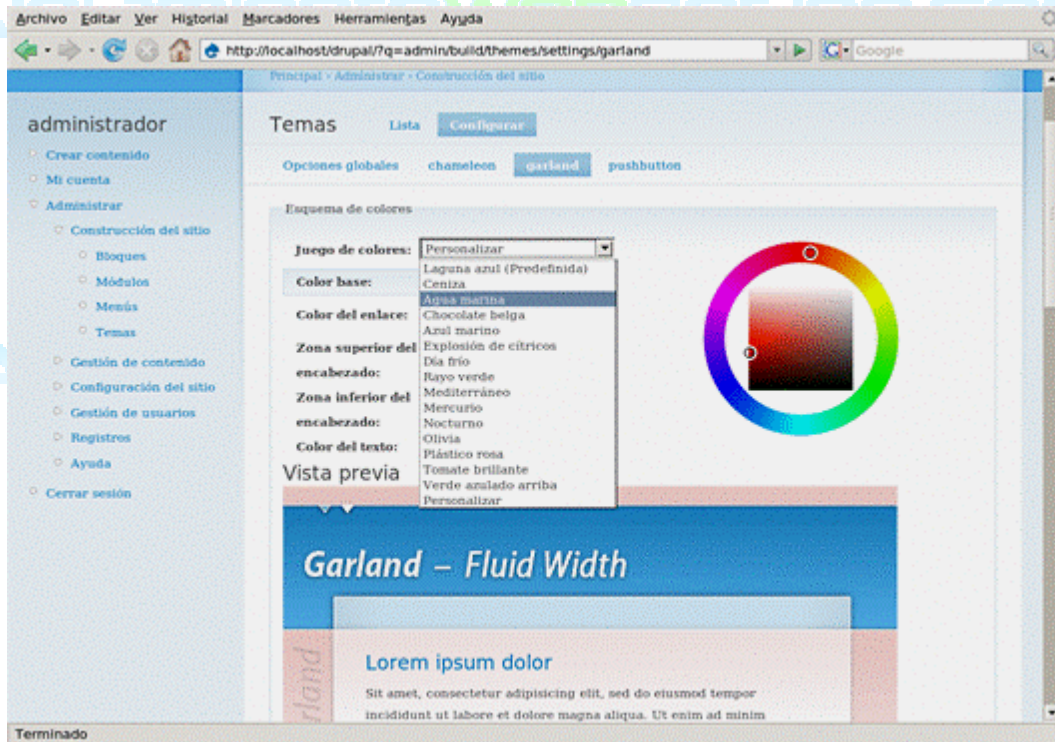 Archivo Editar Ver Historial Marcadores Herramientas Ayuda
http://localhost/drupal/?q=admin/build/themes/settings/garland
Google
Principal » Administrar » Construcción del sitio
administrador
Crear contenido
Mi cuenta
Administrar
Construcción del sitio
Bloques
Módulos
Menús
Temas
Gestión de contenido
Configuración del sitio
Gestión de usuarios
Registros
Ayuda
Cerrar sesión
Temas Lista Configurar
Opciones globales chameleon garland pushbutton
Esquema de colores
Juego de colores: Personalizar
Color base:
Color del enlace:
Zona superior del
encabezado:
Zona inferior del
encabezado:
Color del texto:
Laguna azul (Predefinida)
Ceniza
Agua marina
Chocolate belga
Azul marino
Explosión de cítricos
Día frío
Rayo verde
Mediterráneo
Mercurio
Nocturno
Olivia
Plástico rosa
Tomate brillante
Verde azulado arriba
Personalizar
Vista previa
Garland – Fluid Width
Lorem ipsum dolor
Sit amet, consectetur adipisicing elit, sed do eiusmod tempor
incididunt ut labore et dolore magna aliqua. Ut enim ad minim
Terminado